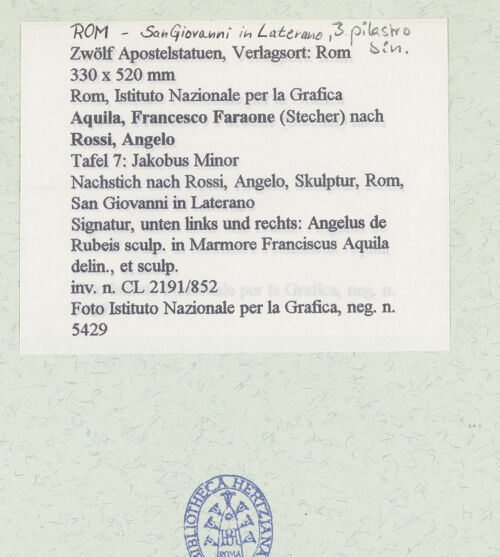 ROM - San Giovanni in Laterano, 3. pilastro
sin.
Zwölf Apostelstatuen, Verlagsort: Rom
330 x 520 mm
Rom, Istituto Nazionale per la Grafica
Aquila, Francesco Faraone (Stecher) nach
Rossi, Angelo
Tafel 7: Jakobus Minor
Nachstich nach Rossi, Angelo, Skulptur, Rom,
San Giovanni in Laterano
Signatur, unten links und rechts: Angelus de
Rubeis sculp. in Marmore Franciscus Aquila
delin., et sculp.
inv. n. CL 2191/852
Foto Istituto Nazionale per la Grafica, neg. n.
5429
BIBLIOTHECA HERTZIANA
ROMA